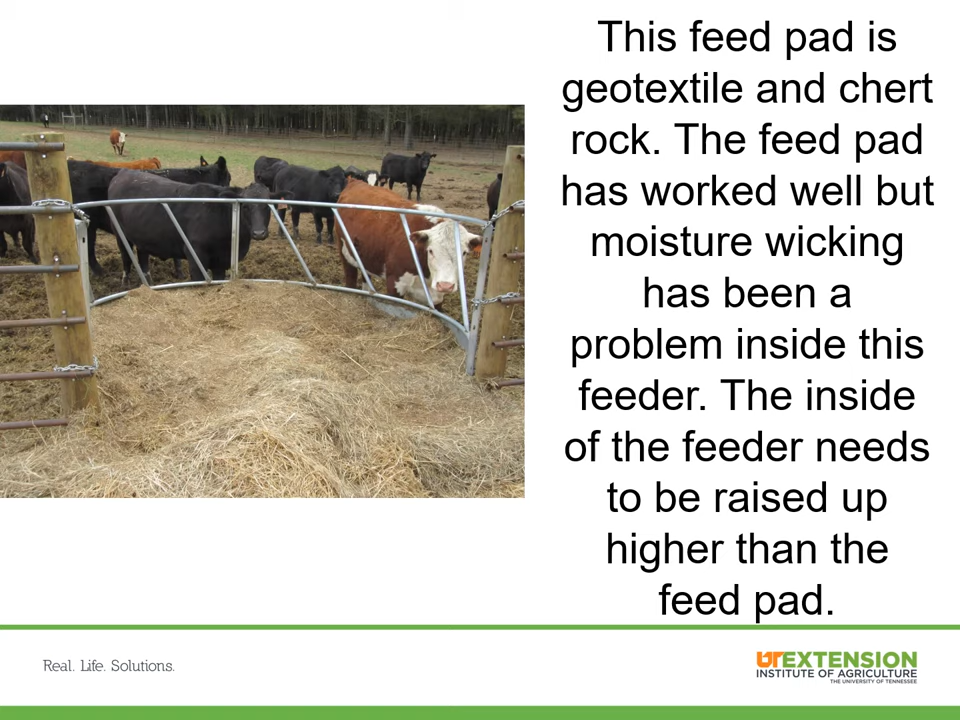 This feed pad is
geotextile and chert
rock. The feed pad
has worked well but
moisture wicking
has been a
problem inside this
feeder. The inside
of the feeder needs
to be raised up
higher than the
feed pad.
Real. Life. Solutions.
UT EXTENSION
INSTITUTE OF AGRICULTURE
THE UNIVERSITY OF TENNESSEE